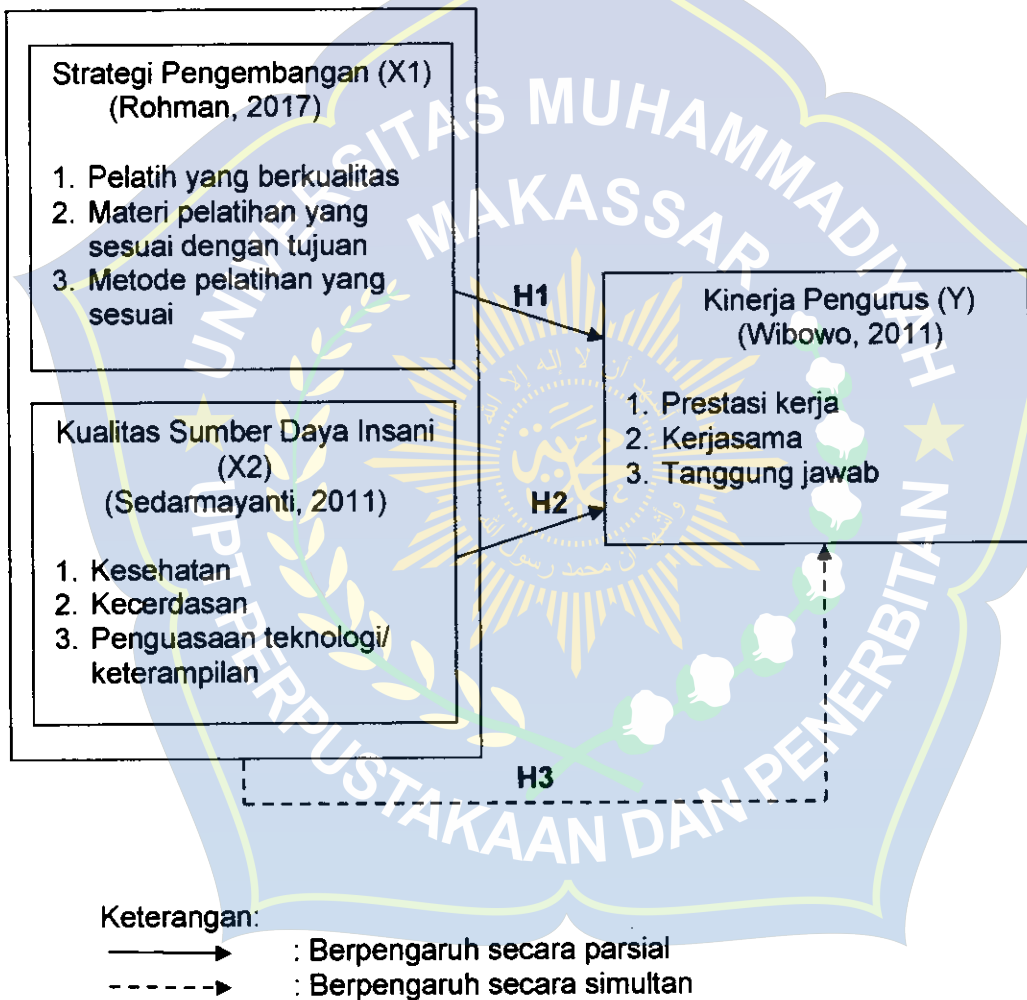 Strategi Pengembangan (X1)
(Rohman, 2017)
1. Pelatih yang berkualitas
2. Materi pelatihan yang
sesuai dengan tujuan
3. Metode pelatihan yang
sesuai
Kualitas Sumber Daya Insani
(X2)
(Sedarmayanti, 2011)
1. Kesehatan
2. Kecerdasan
3. Penguasaan teknologi/
keterampilan
H1
H2
Kinerja Pengurus (Y)
(Wibowo, 2011)
1. Prestasi kerja
2. Kerjasama
3. Tanggung jawab
H3
Keterangan:
: Berpengaruh secara parsial
: Berpengaruh secara simultan
UNIVERSITAS MUHAMMADIYAH
MAKASSAR
UPT PERPUSTAKAAN DAN PENERBITAN